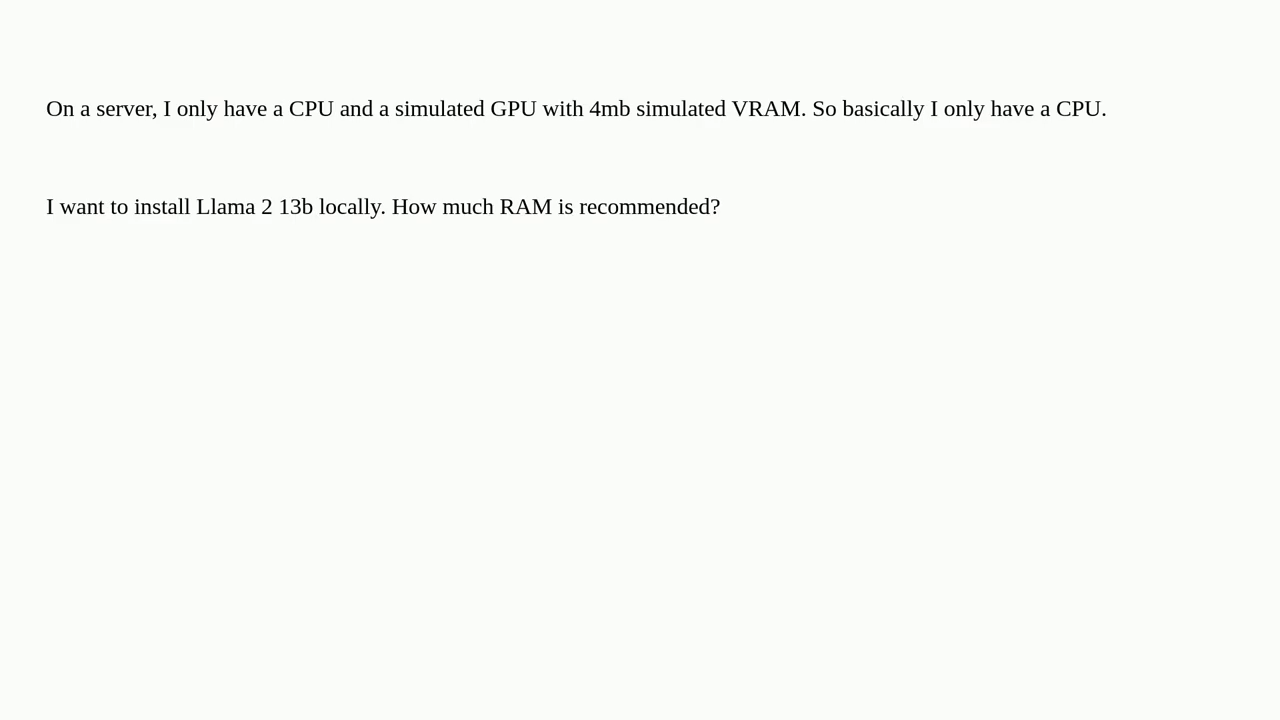 On a server, I only have a CPU and a simulated GPU with 4mb simulated VRAM. So basically I only have a CPU.
I want to install Llama 2 13b locally. How much RAM is recommended?